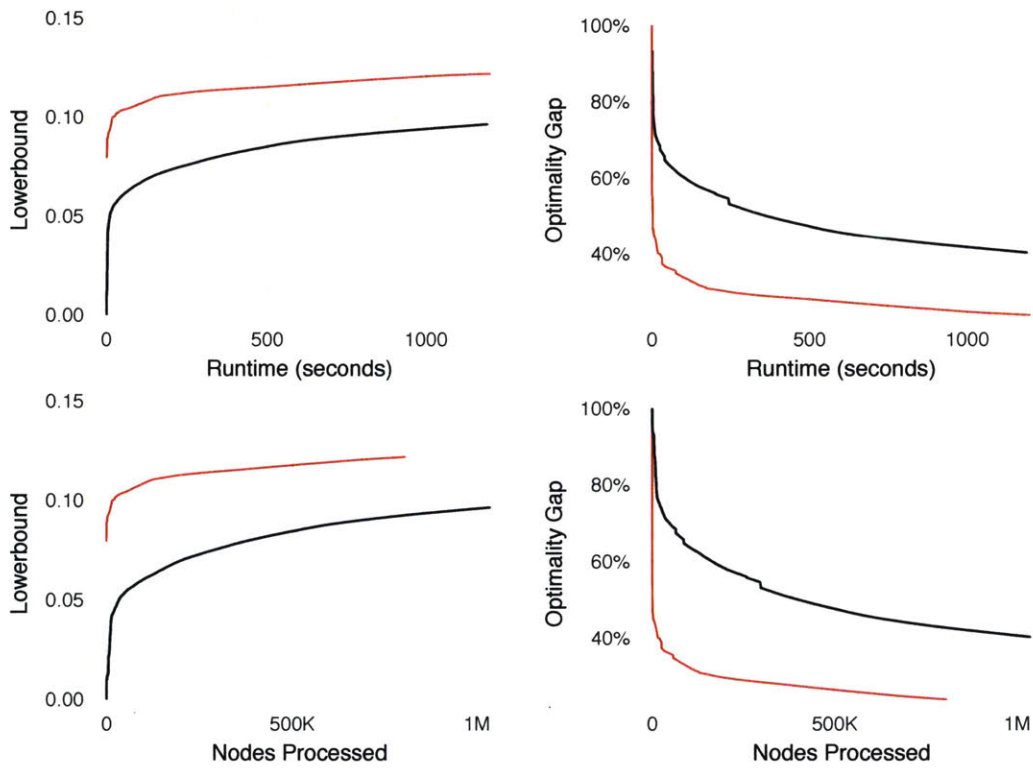 0.15
0.10
0.05
0.00
Lowerbound
0 500 1000
Runtime (seconds)
100%
80%
60%
40%
Optimality Gap
0 500 1000
Runtime (seconds)
0.15
0.10
0.05
0.00
Lowerbound
0 500K 1M
Nodes Processed
100%
80%
60%
40%
Optimality Gap
0 500K 1M
Nodes Processed